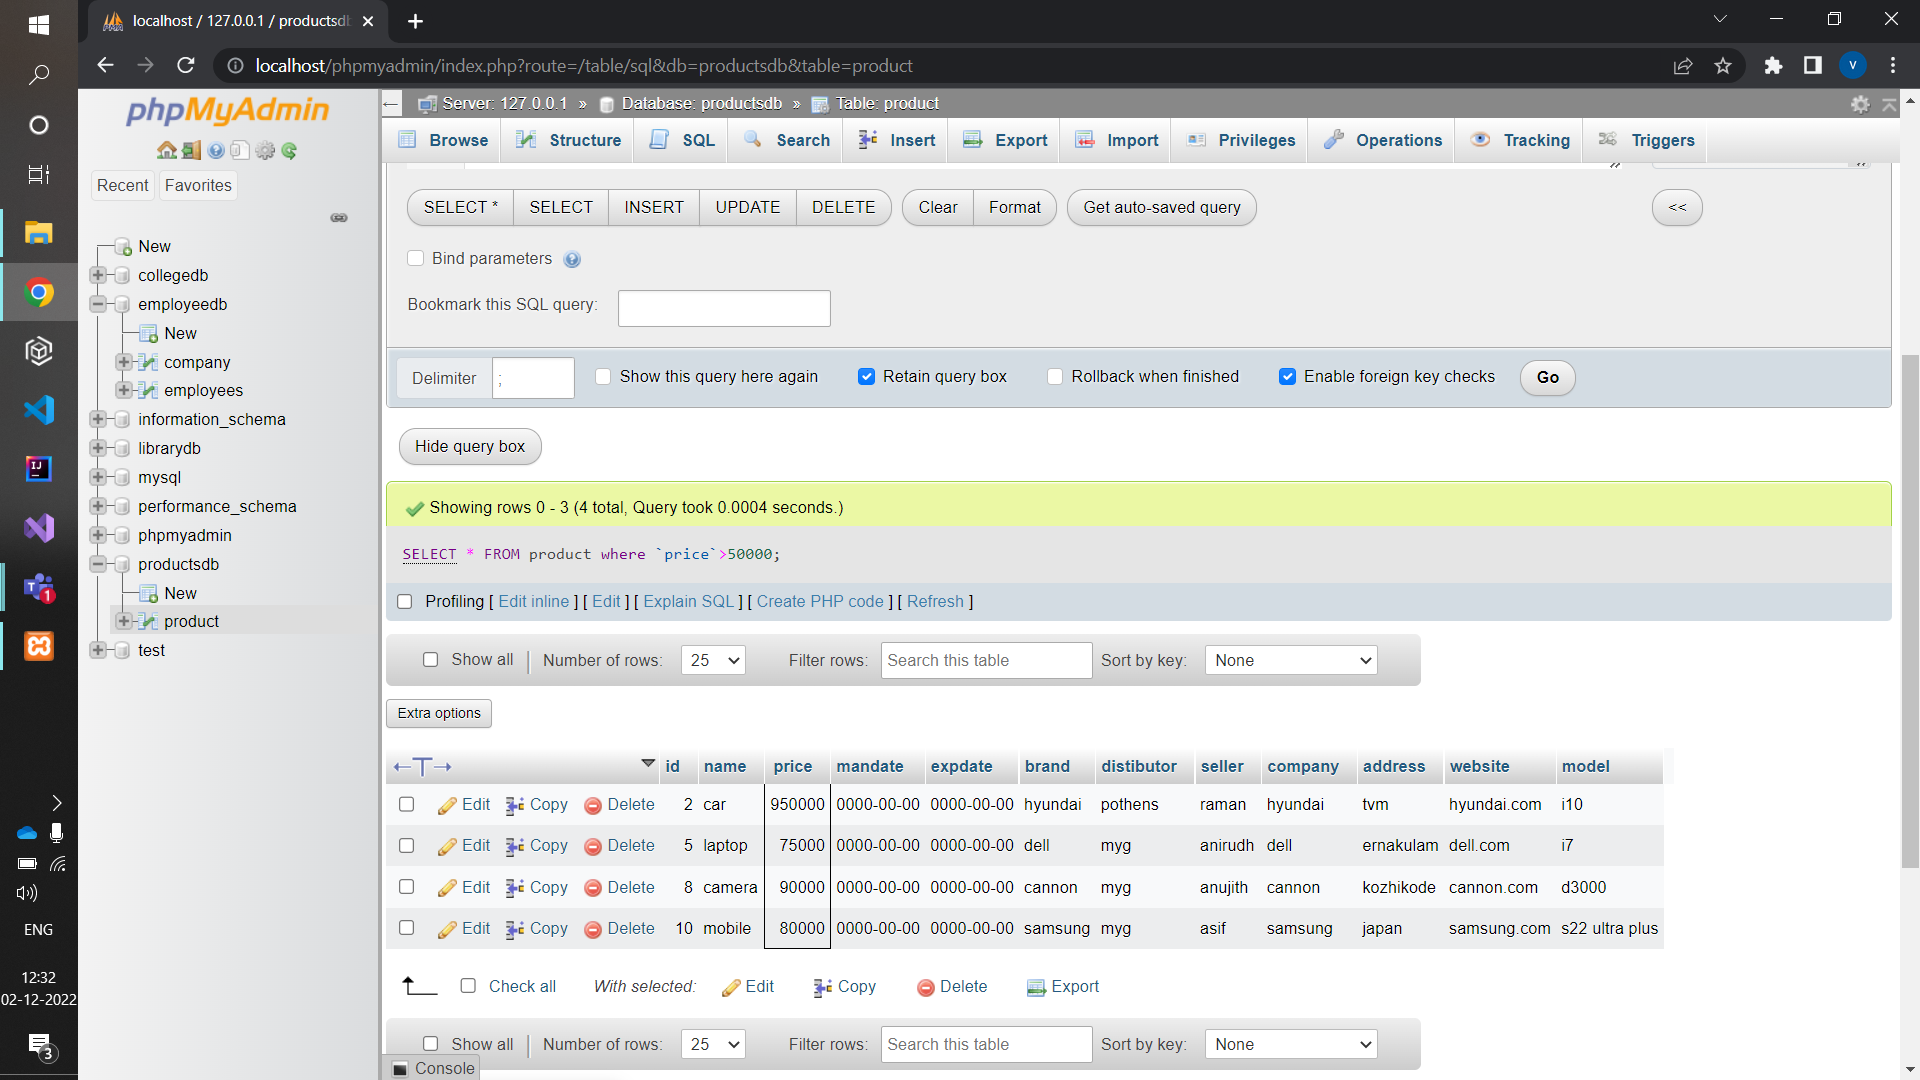 localhost / 127.0.0.1 / productsdb
localhost/phpmyadmin/index.php?route=/table/sql&db=productsdb&table=product
V
phpMyAdmin
Recent Favorites
New
collegedb
employeedb
New
company
employees
information_schema
librarydb
mysql
performance_schema
phpmyadmin
productsdb
New
product
test
Server: 127.0.0.1 » Database: productsdb » Table: product
Browse Structure SQL Search Insert Export Import Privileges Operations Tracking Triggers
SELECT * SELECT INSERT UPDATE DELETE Clear Format Get auto-saved query <<
Bind parameters
Bookmark this SQL query:
Delimiter ; Show this query here again Retain query box Rollback when finished Enable foreign key checks Go
Hide query box
Showing rows 0 - 3 (4 total, Query took 0.0004 seconds.)
SELECT * FROM product where `price`>50000;
Profiling [ Edit inline ] [ Edit ] [ Explain SQL ] [ Create PHP code ] [ Refresh ]
Show all Number of rows: 25 Filter rows: Search this table Sort by key: None
Extra options
id name price mandate expdate brand distibutor seller company address website model
Edit Copy Delete 2 car 950000 0000-00-00 0000-00-00 hyundai pothens raman hyundai tvm hyundai.com i10
Edit Copy Delete 5 laptop 75000 0000-00-00 0000-00-00 dell myg anirudh dell ernakulam dell.com i7
Edit Copy Delete 8 camera 90000 0000-00-00 0000-00-00 cannon myg anujith cannon kozhikode cannon.com d3000
Edit Copy Delete 10 mobile 80000 0000-00-00 0000-00-00 samsung myg asif samsung japan samsung.com s22 ultra plus
Check all With selected: Edit Copy Delete Export
Show all Number of rows: 25 Filter rows: Search this table Sort by key: None
Console
IJ
1
ENG
12:32
02-12-2022
3